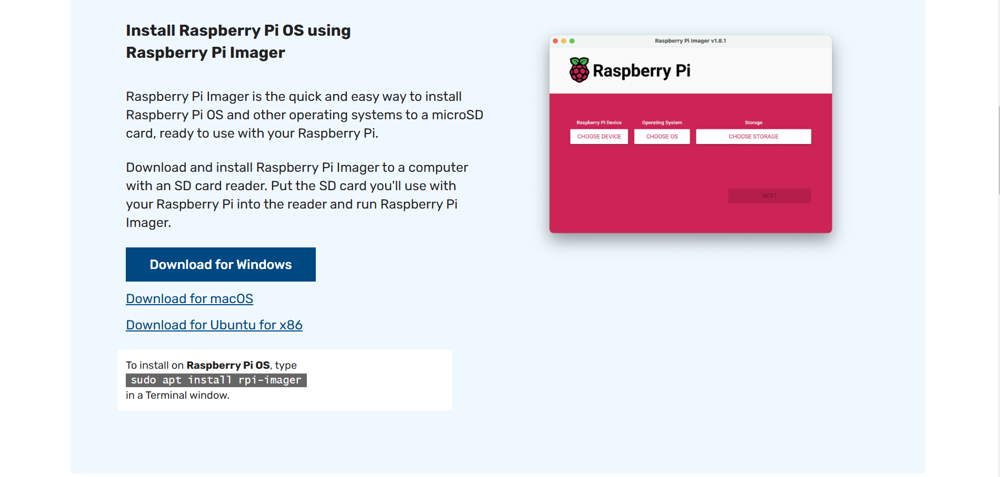 Install Raspberry Pi OS using
Raspberry Pi Imager
Raspberry Pi Imager is the quick and easy way to install
Raspberry Pi OS and other operating systems to a microSD
card, ready to use with your Raspberry Pi.
Download and install Raspberry Pi Imager to a computer
with an SD card reader. Put the SD card you'll use with
your Raspberry Pi into the reader and run Raspberry Pi
Imager.
Download for Windows
Download for macOS
Download for Ubuntu for x86
To install on Raspberry Pi OS, type
sudo apt install rpi-imager
in a Terminal window.
Raspberry Pi Imager v1.8.1
Raspberry Pi
Raspberry Pi Device Operating System Storage
CHOOSE DEVICE CHOOSE OS CHOOSE STORAGE
NEXT